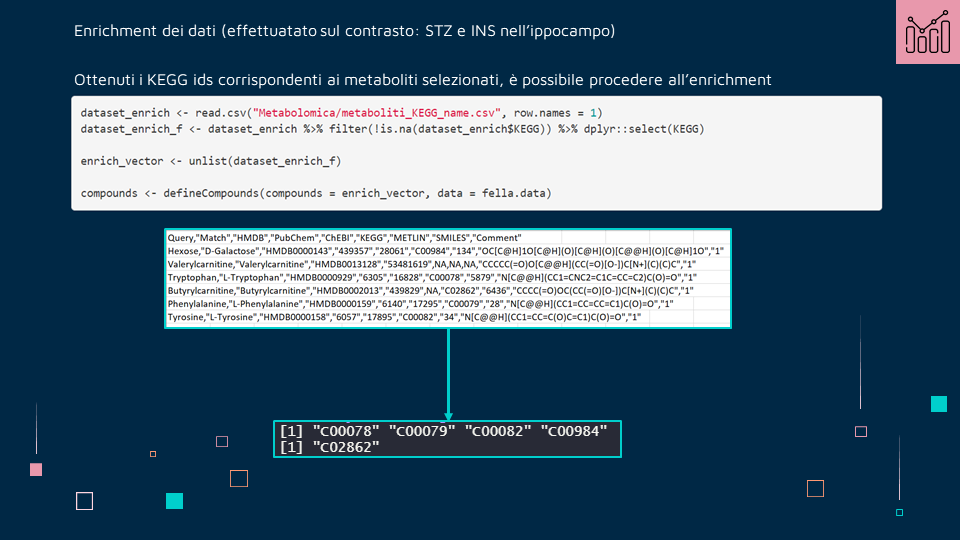 Enrichment dei dati (effettuatato sul contrasto: STZ e INS nell'ippocampo)
Ottenuti i KEGG ids corrispondenti ai metaboliti selezionati, è possibile procedere all'enrichment
dataset_enrich <- read.csv("Metabolomica/metaboliti_KEGG_name.csv", row.names = 1)
dataset_enrich_f <- dataset_enrich %>% filter(!is.na(dataset_enrich$KEGG)) %>% dplyr::select(KEGG)
enrich_vector <- unlist(dataset_enrich_f)
compounds <- defineCompounds(compounds = enrich_vector, data = fella.data)
Query,"Match","HMDB","PubChem","ChEBI","KEGG","METLIN","SMILES","Comment"
Hexose,"D-Galactose","HMDB0000143","439357","28061","C00984","134","OC[C@H]1O[C@H](O)[C@H](O)[C@@H](O)[C@H]1O","1"
Valerylcarnitine,"Valerylcarnitine","HMDB0013128","53481619",NA,NA,NA,"CCCCC(=O)O[C@@H](CC(=O)[O-])C[N+](C)(C)C","1"
Tryptophan,"L-Tryptophan","HMDB0000929","6305","16828","C00078","5879","N[C@@H](CC1=CNC2=C1C=CC=C2)C(O)=O","1"
Butyrylcarnitine,"Butyrylcarnitine","HMDB0002013","439829",NA,"C02862","6436","CCCC(=O)OC(CC(=O)[O-])C[N+](C)(C)C","1"
Phenylalanine,"L-Phenylalanine","HMDB0000159","6140","17295","C00079","28","N[C@@H](CC1=CC=CC=C1)C(O)=O","1"
Tyrosine,"L-Tyrosine","HMDB0000158","6057","17895","C00082","34","N[C@@H](CC1=CC=C(O)C=C1)C(O)=O","1"
[1] "C00078" "C00079" "C00082" "C00984"
[1] "C02862"